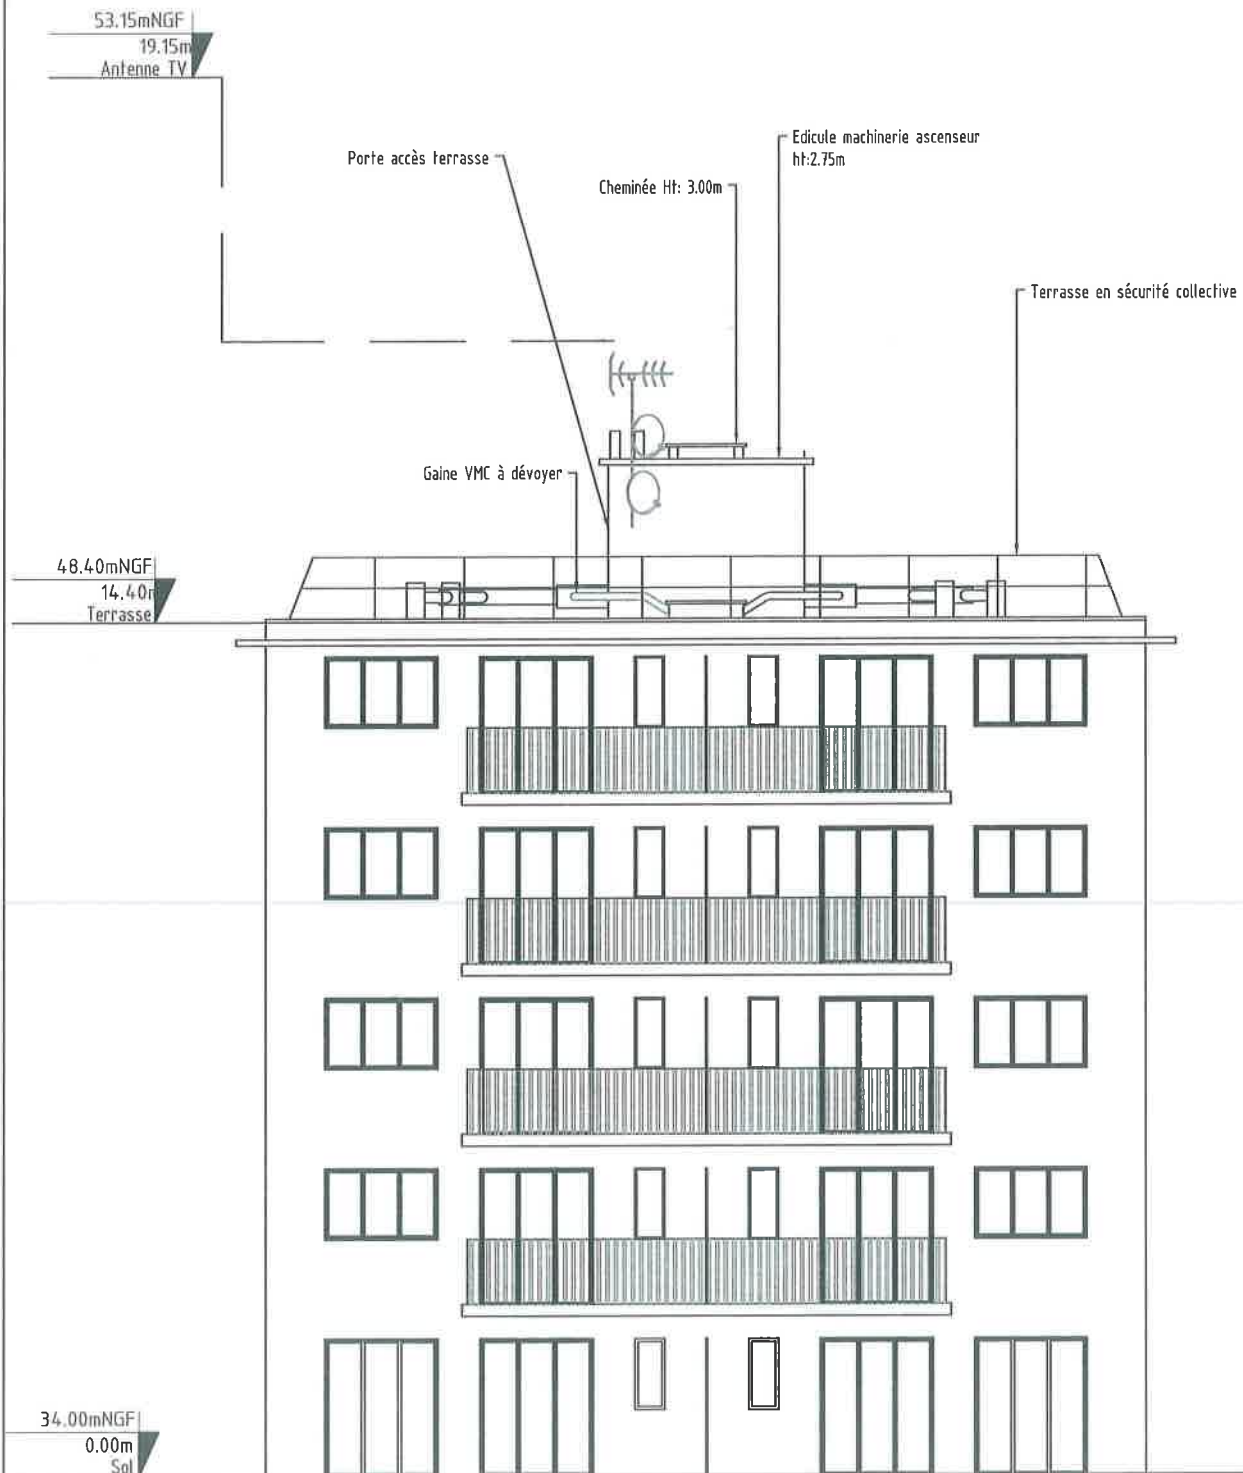 53.15mNGF
19.15m
Antenne TV
Edicule machinerie ascenseur
ht:2.75m
Porte accès terrasse
Cheminée Ht: 3.00m
Terrasse en sécurité collective
Gaine VMC à dévoyer
48.40mNGF
14.40m
Terrasse
34.00mNGF
0.00m
Sol